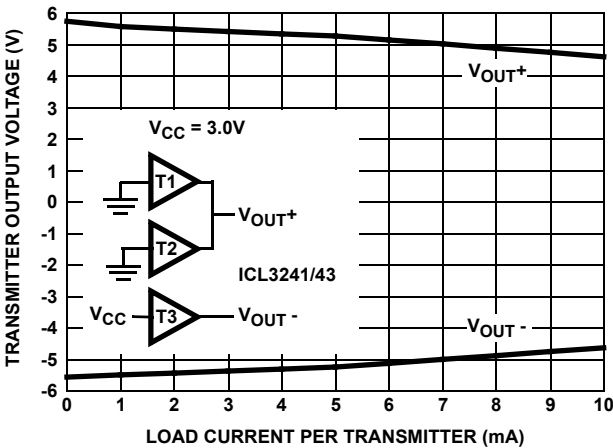 TRANSMITTER OUTPUT VOLTAGE (V)
6
5
4
3
2
1
0
-1
-2
-3
-4
-5
-6
VOUT+
VCC = 3.0V
T1
VOUT+
T2
ICL3241/43
VCC
T3
VOUT -
VOUT -
0
1
2
3
4
5
6
7
8
9
10
LOAD CURRENT PER TRANSMITTER (mA)